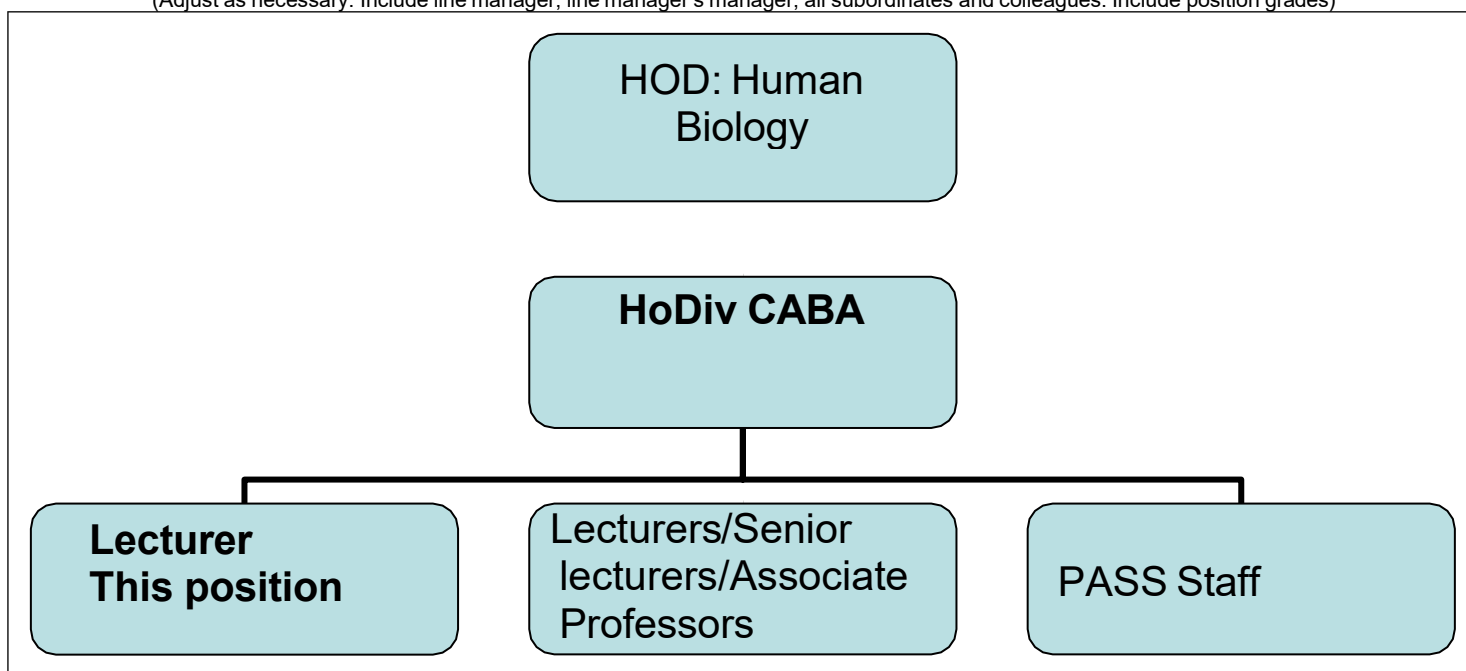 (Adjust as necessary. Include line manager, line manager's manager, all subordinates and colleagues. Include position grades)
HOD: Human
Biology
HoDiv CABA
Lecturer
This position
Lecturers/Senior
lecturers/Associate
Professors
PASS Staff